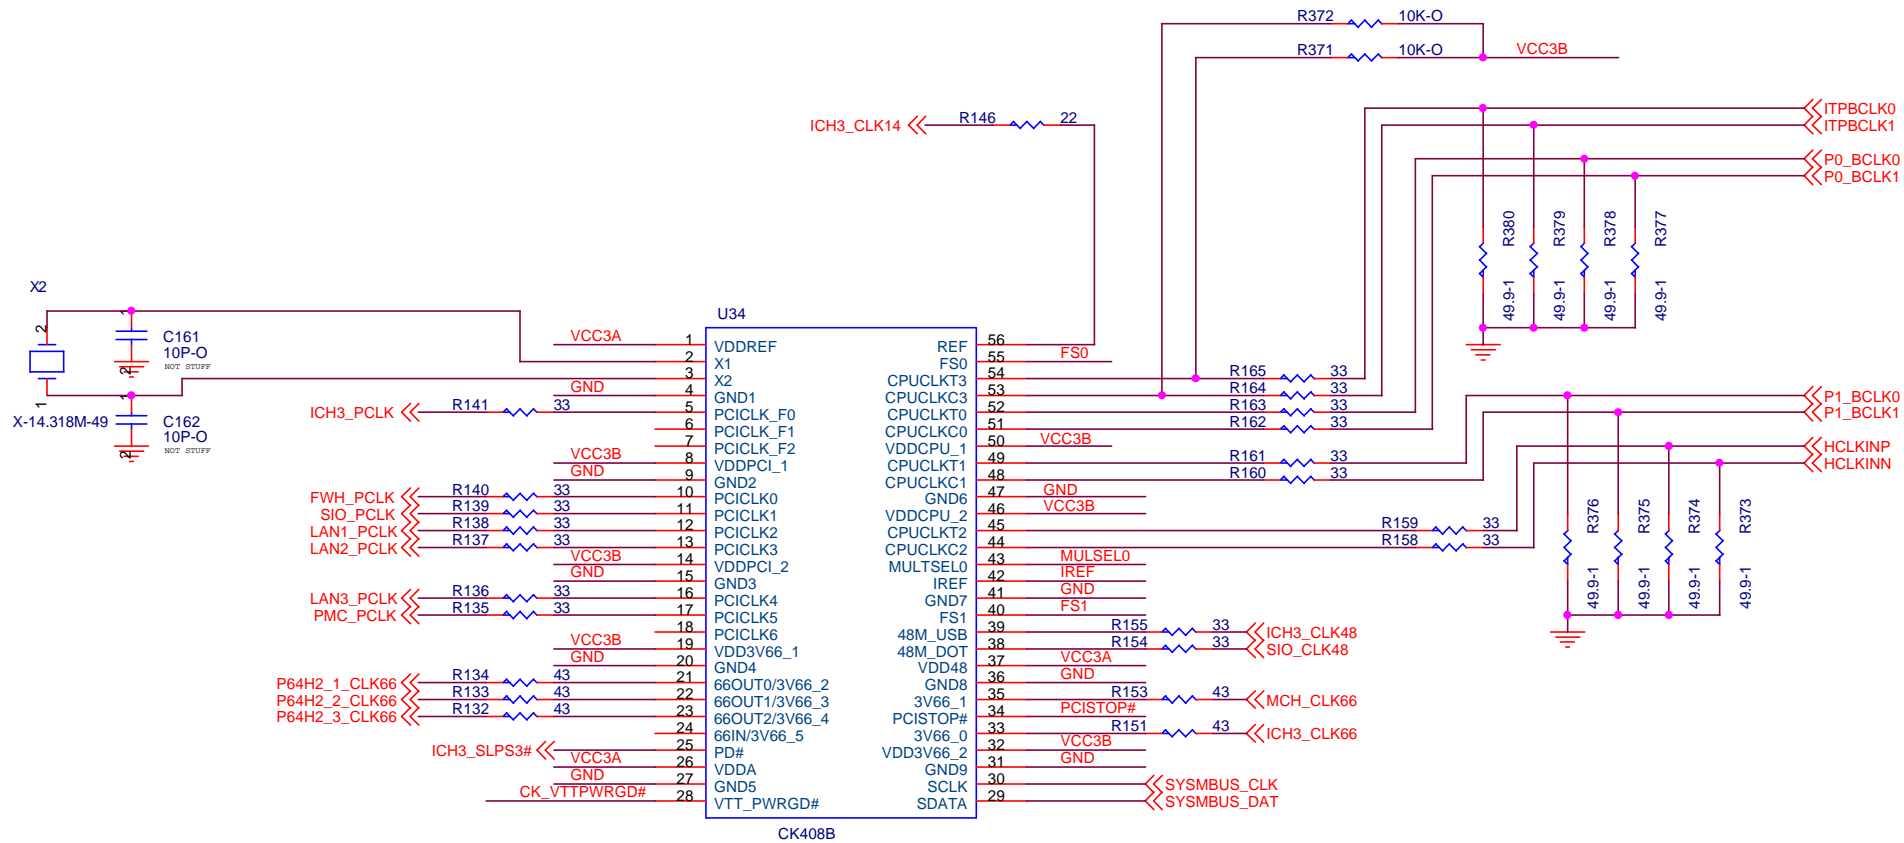 R372 10K-O
R371 10K-O VCC3B
ICH3_CLK14 R146 22
ITPBCLK0
ITPBCLK1
P0_BCLK0
P0_BCLK1
R380 R379 R378 R377
49.9-1 49.9-1 49.9-1 49.9-1
X2
2
1
X-14.318M-49
1
C161
10P-O
NOT STUFF
2
1
C162
10P-O
NOT STUFF
2
U34
VCC3A 1 VDDREF
2 X1
3 X2
GND 4 GND1
ICH3_PCLK R141 33 5 PCICLK_F0
6 PCICLK_F1
7 PCICLK_F2
VCC3B 8 VDDPCI_1
GND 9 GND2
FWH_PCLK R140 33 10 PCICLK0
SIO_PCLK R139 33 11 PCICLK1
LAN1_PCLK R138 33 12 PCICLK2
LAN2_PCLK R137 33 13 PCICLK3
VCC3B 14 VDDPCI_2
GND 15 GND3
LAN3_PCLK R136 33 16 PCICLK4
PMC_PCLK R135 33 17 PCICLK5
18 PCICLK6
VCC3B 19 VDD3V66_1
GND 20 GND4
P64H2_1_CLK66 R134 43 21 66OUT0/3V66_2
P64H2_2_CLK66 R133 43 22 66OUT1/3V66_3
P64H2_3_CLK66 R132 43 23 66OUT2/3V66_4
24 66IN/3V66_5
ICH3_SLPS3# 25 PD#
VCC3A 26 VDDA
GND 27 GND5
CK_VTTPWRGD# 28 VTT_PWRGD#
REF 56
FS0 55 FS0
CPUCLKT3 54 R165 33
CPUCLKC3 53 R164 33
CPUCLKT0 52 R163 33
CPUCLKC0 51 R162 33
VDDCPU_1 50 VCC3B
CPUCLKT1 49 R161 33
CPUCLKC1 48 R160 33
GND6 47 GND
VDDCPU_2 46 VCC3B
CPUCLKT2 45 R159 33
CPUCLKC2 44 R158 33
MULTSEL0 43 MULSEL0
IREF 42 IREF
GND7 41 GND
FS1 40 FS1
48M_USB 39 R155 33 ICH3_CLK48
48M_DOT 38 R154 33 SIO_CLK48
VDD48 37 VCC3A
GND8 36 GND
3V66_1 35 R153 43 MCH_CLK66
PCISTOP# 34 PCISTOP#
3V66_0 33 R151 43 ICH3_CLK66
VDD3V66_2 32 VCC3B
GND9 31 GND
SCLK 30 SYSMBUS_CLK
SDATA 29 SYSMBUS_DAT
CK408B
P1_BCLK0
P1_BCLK1
HCLKINP
HCLKINN
R376 R375 R374 R373
49.9-1 49.9-1 49.9-1 49.9-1